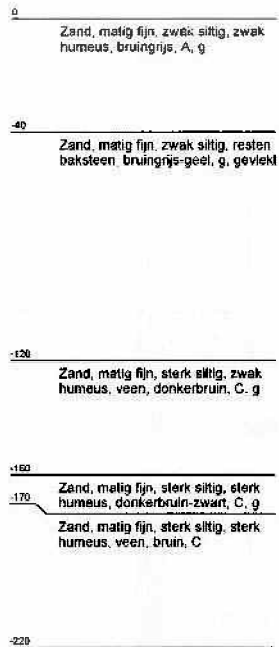 0
Zand, matig fijn, zwak siltig, zwak
humeus, bruingrijs, A, g
-40
Zand, matig fijn, zwak siltig, resten
baksteen, bruingrijs-geel, g, gevlekt
-120
Zand, matig fijn, sterk siltig, zwak
humeus, veen, donkerbruin, C, g
-160
Zand, matig fijn, sterk siltig, sterk
humeus, donkerbruin-zwart, C, g
-170
Zand, matig fijn, sterk siltig, sterk
humeus, veen, bruin, C
-220